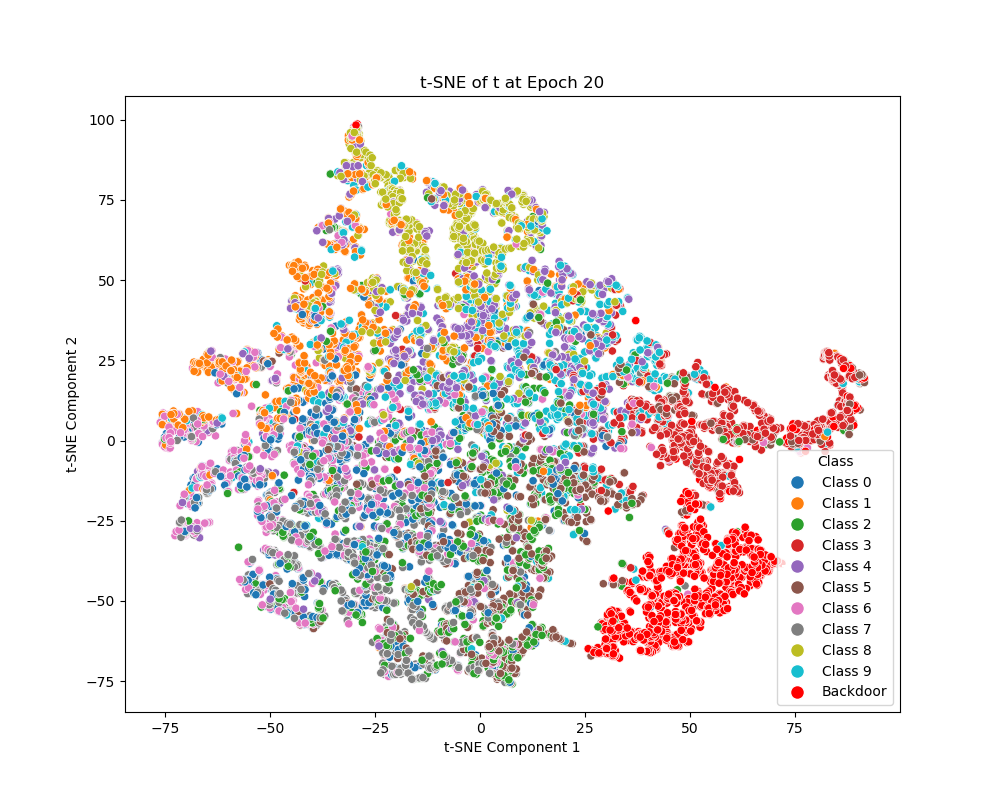 t-SNE of t at Epoch 20
t-SNE Component 2
100
75
50
25
0
−25
−50
−75
−75
−50
−25
0
25
50
75
t-SNE Component 1
Class
Class 0
Class 1
Class 2
Class 3
Class 4
Class 5
Class 6
Class 7
Class 8
Class 9
Backdoor